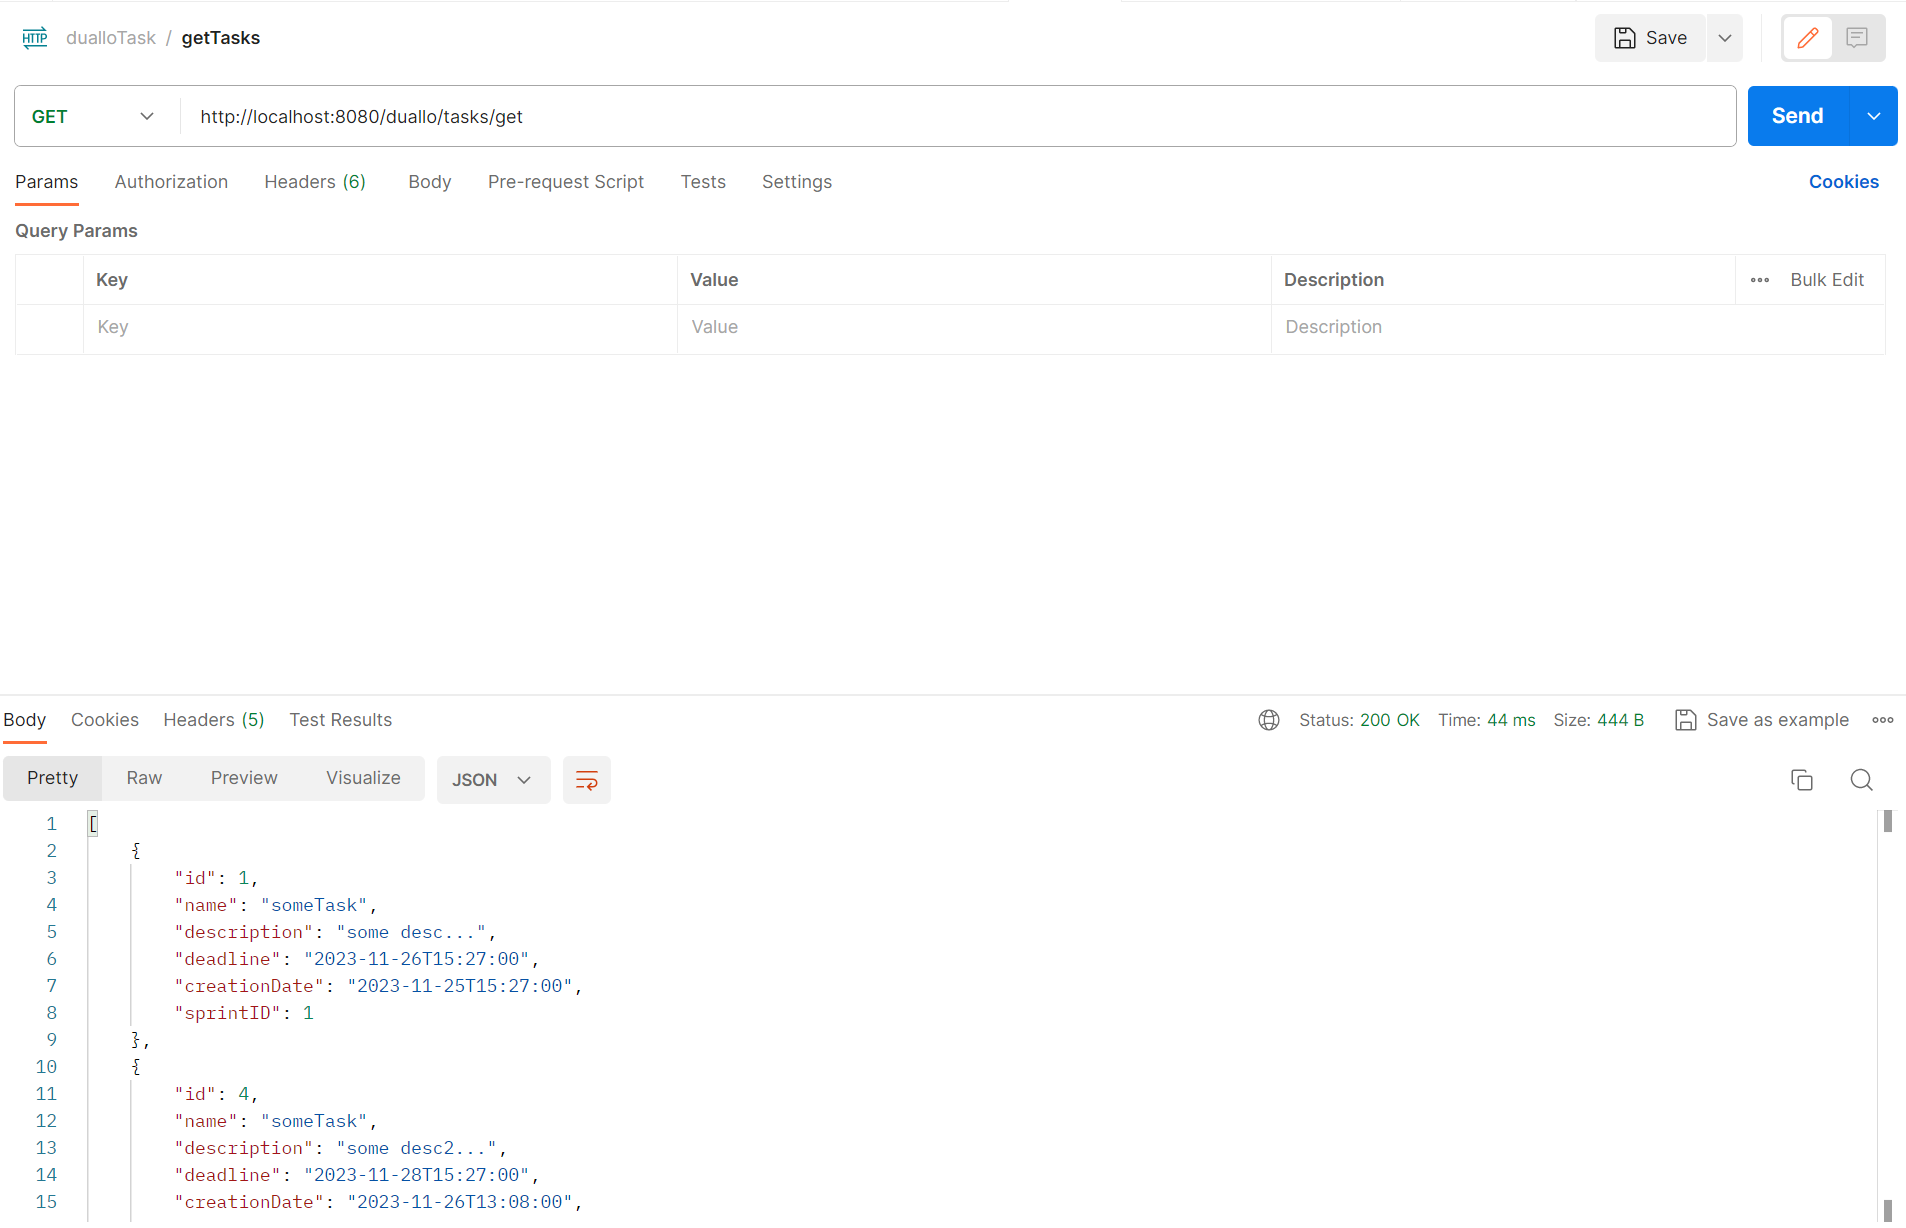 HTTP dualloTask / getTasks Save
GET http://localhost:8080/duallo/tasks/get Send
Params Authorization Headers (6) Body Pre-request Script Tests Settings Cookies
Query Params
Key Value Description ••• Bulk Edit
Key Value Description
Body Cookies Headers (5) Test Results Status: 200 OK Time: 44 ms Size: 444 B Save as example
Pretty Raw Preview Visualize JSON
1 [
2 {
3 "id": 1,
4 "name": "someTask",
5 "description": "some desc...",
6 "deadline": "2023-11-26T15:27:00",
7 "creationDate": "2023-11-25T15:27:00",
8 "sprintID": 1
9 },
10 {
11 "id": 4,
12 "name": "someTask",
13 "description": "some desc2...",
14 "deadline": "2023-11-28T15:27:00",
15 "creationDate": "2023-11-26T13:08:00",